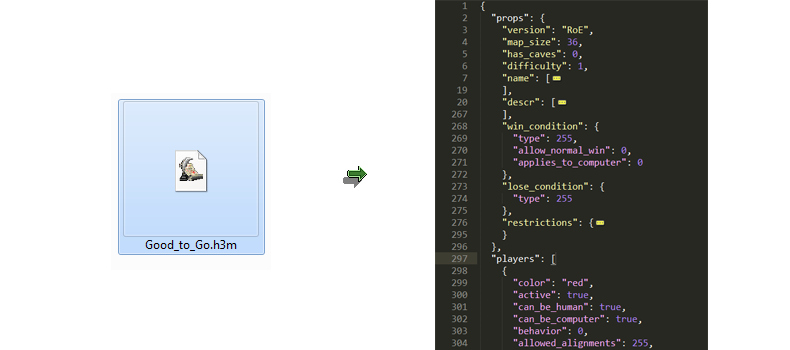 Good_to_Go.h3m
1 {
2 "props": {
3 "version": "RoE",
4 "map_size": 36,
5 "has_caves": 0,
6 "difficulty": 1,
7 "name": [
19 ],
20 "descr": [
267 ],
268 "win_condition": {
269 "type": 255,
270 "allow_normal_win": 0,
271 "applies_to_computer": 0
272 },
273 "lose_condition": {
274 "type": 255
275 },
276 "restrictions": {
295 }
296 },
297 "players": [
298 {
299 "color": "red",
300 "active": true,
301 "can_be_human": true,
302 "can_be_computer": true,
303 "behavior": 0,
304 "allowed_alignments": 255,